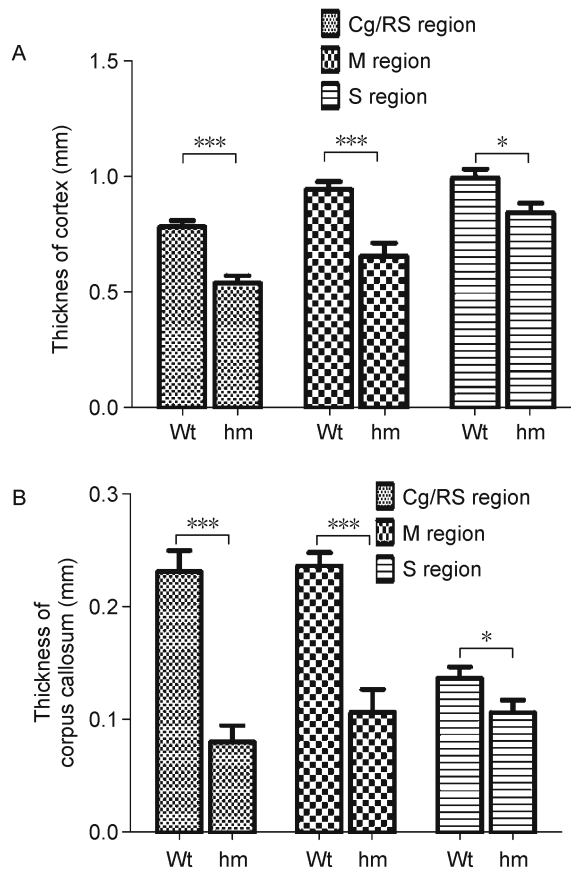 A
Cg/RS region
M region
S region
Thicknes of cortex (mm)
1.5
1.0
0.5
0.0
***
***
*
Wt hm Wt hm Wt hm
B
Cg/RS region
M region
S region
Thickness of
corpus callosum (mm)
0.3
0.2
0.1
0.0
***
***
*
Wt hm Wt hm Wt hm